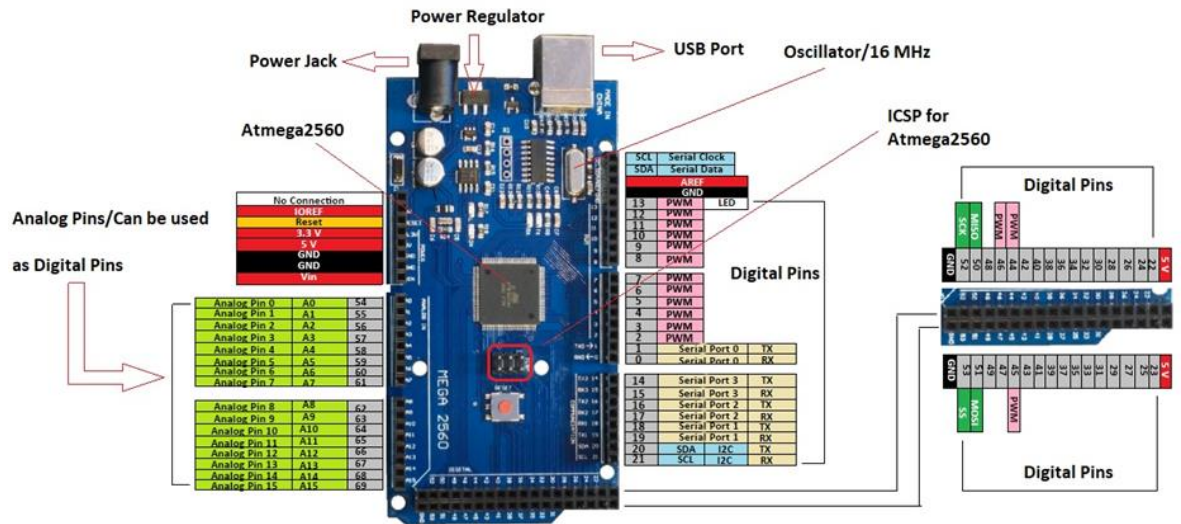 Power Regulator
Power Jack
USB Port
Oscillator/16 MHz
Atmega2560
ICSP for
Atmega2560
SCL Serial Clock
SDA Serial Data
AREF
GND
13 PWM LED
12 PWM
11 PWM
10 PWM
9 PWM
8 PWM
7 PWM
6 PWM
5 PWM
4 PWM
3 PWM
2 PWM
1 Serial Port 0 TX
0 Serial Port 0 RX
14 Serial Port 3 TX
15 Serial Port 3 RX
16 Serial Port 2 TX
17 Serial Port 2 RX
18 Serial Port 1 TX
19 Serial Port 1 RX
20 SDA I2C TX
21 SCL I2C RX
Digital Pins
No Connection
IOREF
Reset
3.3 V
5 V
GND
GND
Vin
Analog Pins/Can be used
as Digital Pins
Analog Pin 0 A0 54
Analog Pin 1 A1 55
Analog Pin 2 A2 56
Analog Pin 3 A3 57
Analog Pin 4 A4 58
Analog Pin 5 A5 59
Analog Pin 6 A6 60
Analog Pin 7 A7 61
Analog Pin 8 A8 62
Analog Pin 9 A9 63
Analog Pin 10 A10 64
Analog Pin 11 A11 65
Analog Pin 12 A12 66
Analog Pin 13 A13 67
Analog Pin 14 A14 68
Analog Pin 15 A15 69
MADE IN
CHINA
RESET
MEGA 2560
COMMUNICATION
DIGITAL
Digital Pins
SCK MISO PWM PWM
GND 52 50 48 46 44 42 40 38 36 34 32 30 28 26 24 22 5 V
GND 53 51 49 47 45 43 41 39 37 35 33 31 29 27 25 23 5 V
SS MOSI PWM
Digital Pins